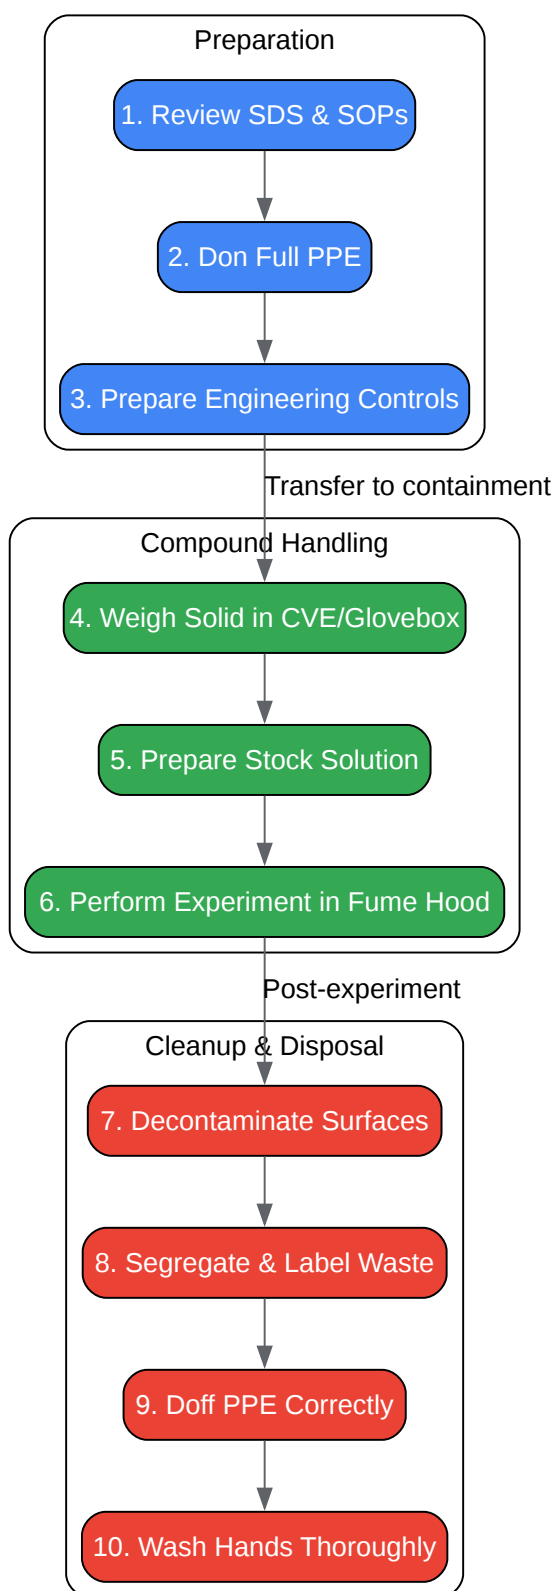 Preparation
1. Review SDS & SOPs
2. Don Full PPE
3. Prepare Engineering Controls
Transfer to containment
Compound Handling
4. Weigh Solid in CVE/Glovebox
5. Prepare Stock Solution
6. Perform Experiment in Fume Hood
Post-experiment
Cleanup & Disposal
7. Decontaminate Surfaces
8. Segregate & Label Waste
9. Doff PPE Correctly
10. Wash Hands Thoroughly